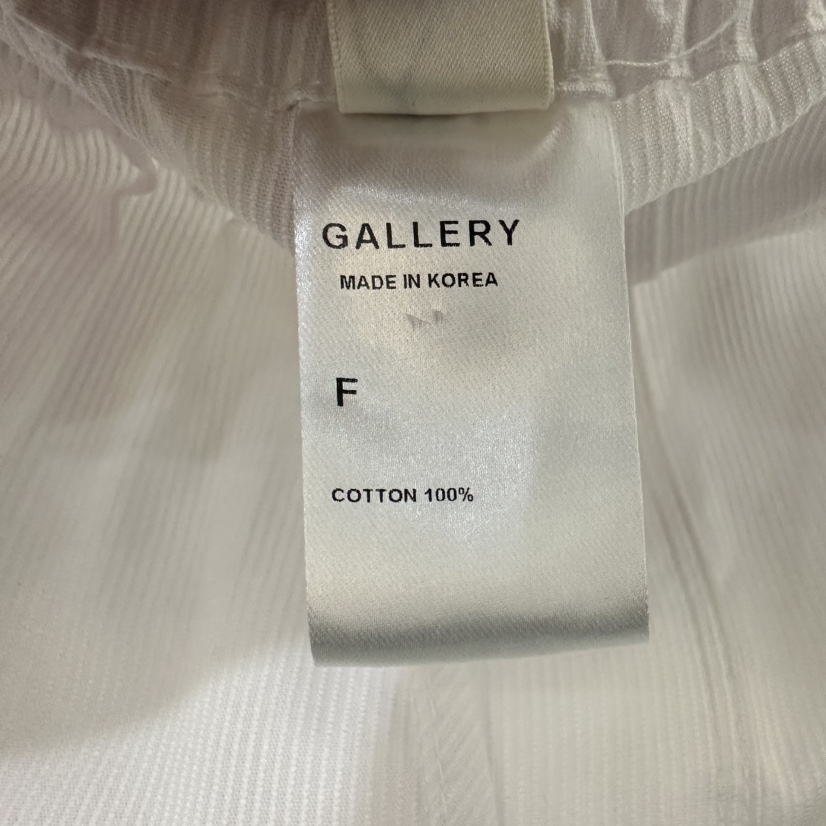 GALLERY
MADE IN KOREA
F
COTTON 100%